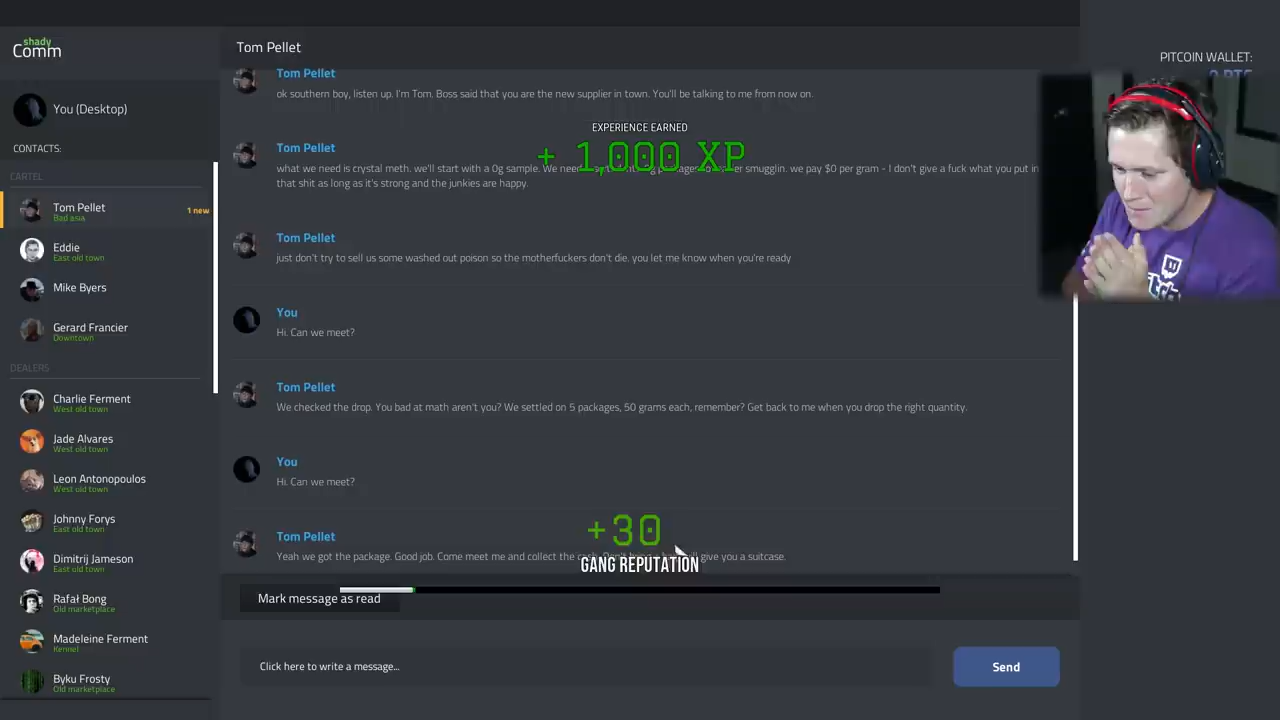 shady
Comm
Tom Pellet
PITCOIN WALLET:
You (Desktop)
CONTACTS:
CARTEL
Tom Pellet
Bad asia
1 new
Eddie
East old town
Mike Byers
Gerard Francier
Downtown
DEALERS
Charlie Ferment
West old town
Jade Alvares
West old town
Leon Antonopoulos
West old town
Johnny Forys
East old town
Dimitrij Jameson
East old town
Rafał Bong
Old marketplace
Madeleine Ferment
Kennel
Byku Frosty
Old marketplace
Tom Pellet
ok southern boy, listen up. I'm Tom. Boss said that you are the new supplier in town. You'll be talking to me from now on.
EXPERIENCE EARNED
+ 1,000 XP
Tom Pellet
what we need is crystal meth. we'll start with a 0g sample. We need smugglin. we pay $0 per gram - I don't give a fuck what you put in
that shit as long as it's strong and the junkies are happy.
Tom Pellet
just don't try to sell us some washed out poison so the motherfuckers don't die. you let me know when you're ready
You
Hi. Can we meet?
Tom Pellet
We checked the drop. You bad at math aren't you? We settled on 5 packages, 50 grams each, remember? Get back to me when you drop the right quantity.
You
Hi. Can we meet?
Tom Pellet
Yeah we got the package. Good job. Come meet me and collect the give you a suitcase.
+30
GANG REPUTATION
Mark message as read
Click here to write a message...
Send